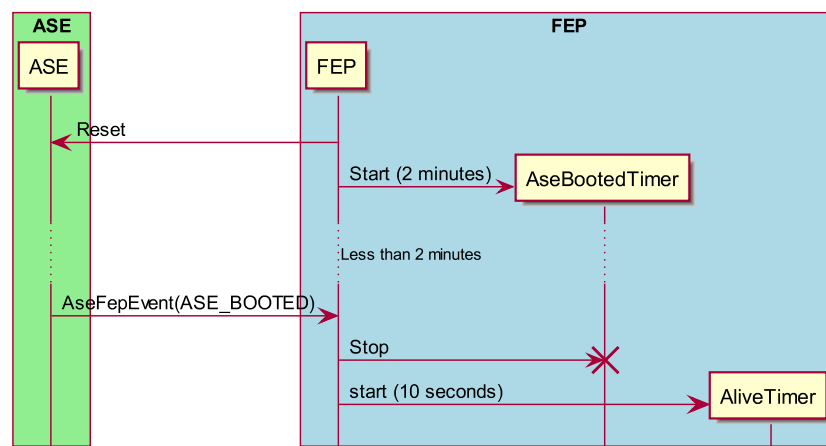 ASE
FEP
ASE
FEP
Reset
Start (2 minutes)
AseBootedTimer
Less than 2 minutes
AseFepEvent(ASE_BOOTED)
Stop
start (10 seconds)
AliveTimer